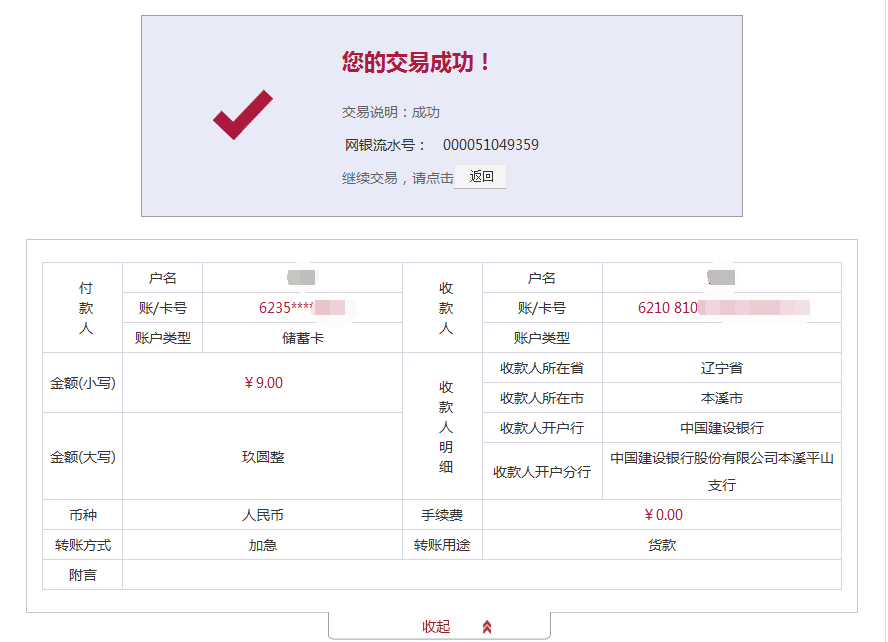 您的交易成功！
交易说明：成功
网银流水号： 000051049359
继续交易，请点击 返回
付款人 户名 收款人 户名
账/卡号 6235**** 账/卡号 6210 810
账户类型 储蓄卡 账户类型
金额(小写) ¥ 9.00 收款人明细 收款人所在省 辽宁省
收款人所在市 本溪市
金额(大写) 玖圆整 收款人开户行 中国建设银行
收款人开户分行 中国建设银行股份有限公司本溪平山
支行
币种 人民币 手续费 ¥ 0.00
转账方式 加急 转账用途 货款
附言
收起